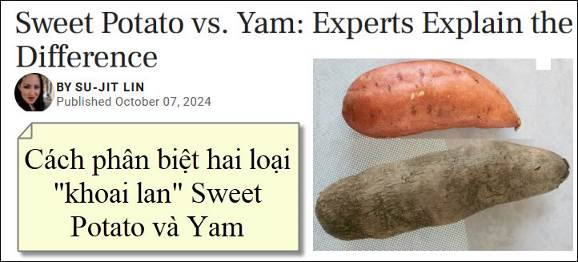 Sweet Potato vs. Yam: Experts Explain the
Difference
BY SU-JIT LIN
Published October 07, 2024
Cách phân biệt hai loại
"khoai lan" Sweet
Potato và Yam